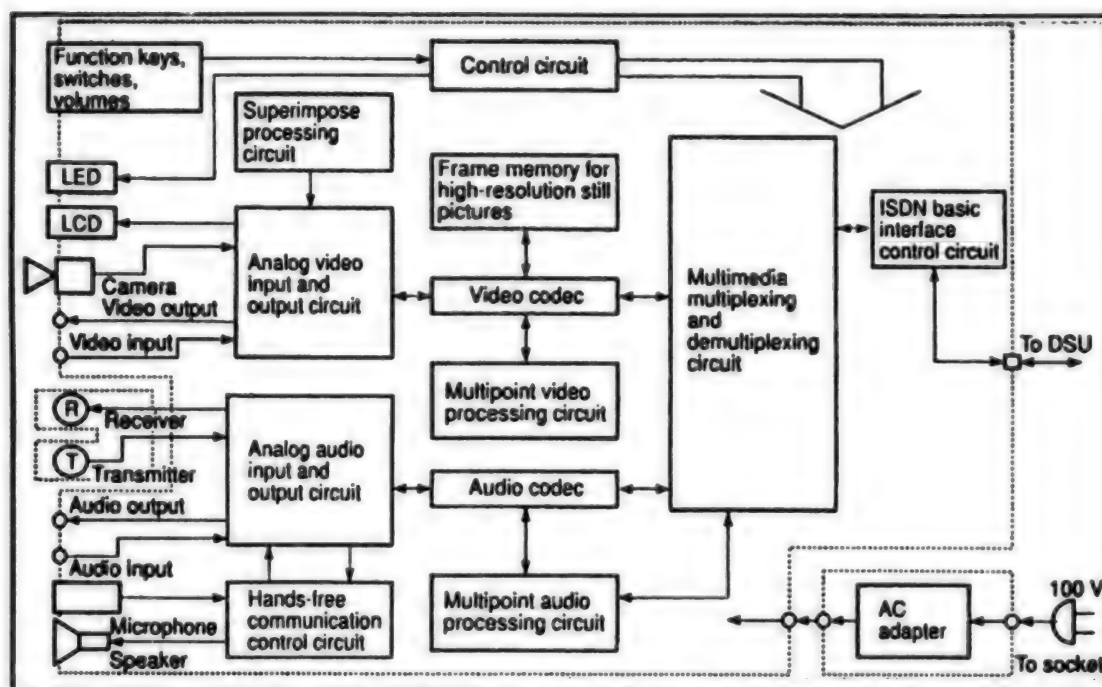 Function keys,
switches,
volumes
Control circuit
Superimpose
processing
circuit
LED
Frame memory for
high-resolution still
pictures
LCD
ISDN basic
interface
control circuit
Analog video
input and
output circuit
Camera
Video output
Video codec
Multimedia
multiplexing
and
demultiplexing
circuit
Video input
To DSU
Multipoint video
processing circuit
R
Receiver
T
Transmitter
Analog audio
input and
output circuit
Audio codec
Audio output
Audio input
Hands-free
communication
control circuit
Multipoint audio
processing circuit
Microphone
Speaker
AC
adapter
100 V
To socket